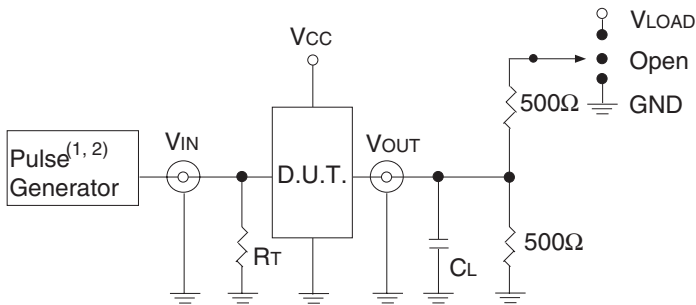 VLOAD
VCC
Open
500Ω
GND
VIN
VOUT
Pulse(1, 2)
Generator
D.U.T.
500Ω
RT
CL